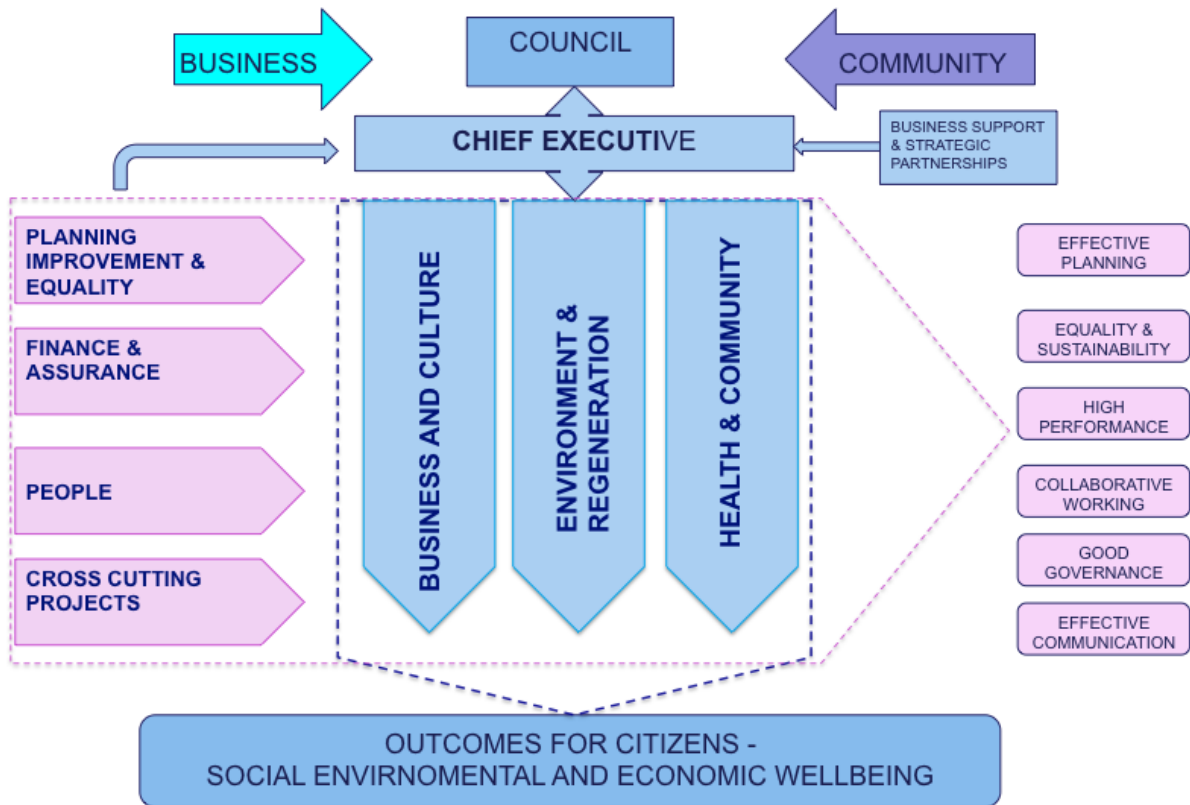 BUSINESS
COUNCIL
COMMUNITY
CHIEF EXECUTIVE
BUSINESS SUPPORT
& STRATEGIC
PARTNERSHIPS
PLANNING
IMPROVEMENT &
EQUALITY
FINANCE &
ASSURANCE
PEOPLE
CROSS CUTTING
PROJECTS
BUSINESS AND CULTURE
ENVIRONMENT &
REGENERATION
HEALTH & COMMUNITY
EFFECTIVE
PLANNING
EQUALITY &
SUSTAINABILITY
HIGH
PERFORMANCE
COLLABORATIVE
WORKING
GOOD
GOVERNANCE
EFFECTIVE
COMMUNICATION
OUTCOMES FOR CITIZENS -
SOCIAL ENVIRNOMENTAL AND ECONOMIC WELLBEING